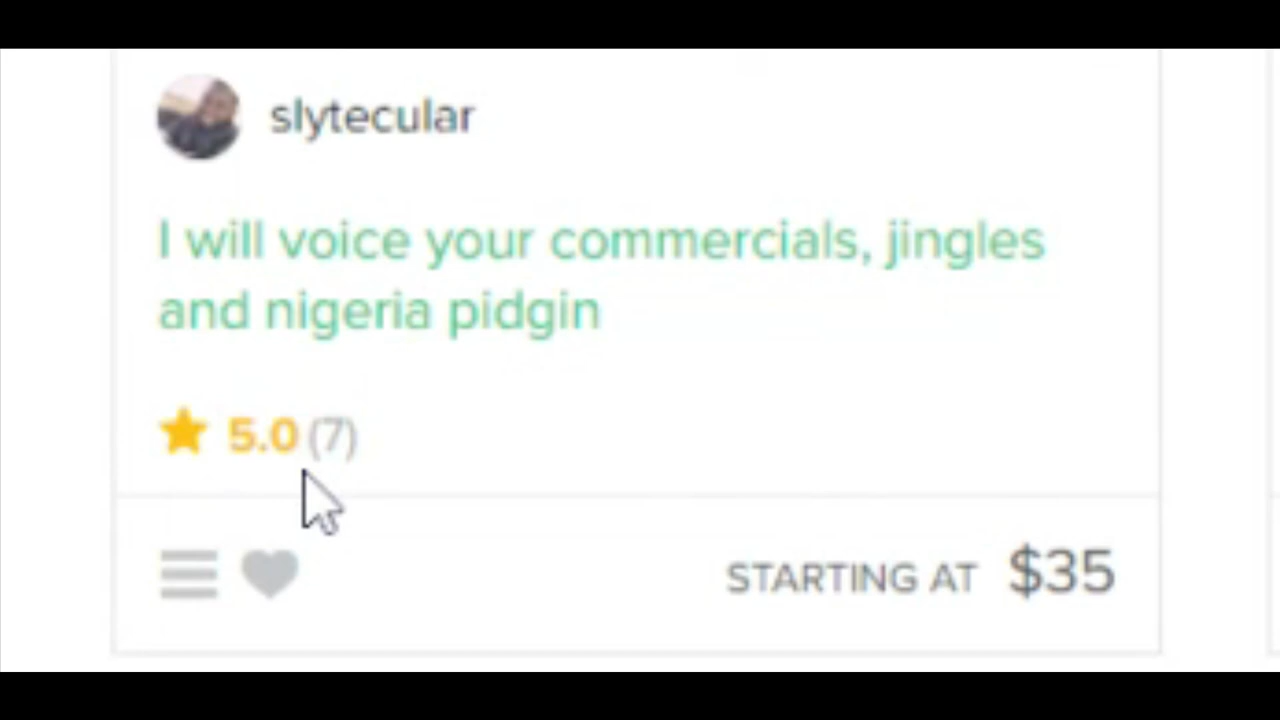 slytecular
I will voice your commercials, jingles
and nigeria pidgin
5.0 (7)
STARTING AT $35